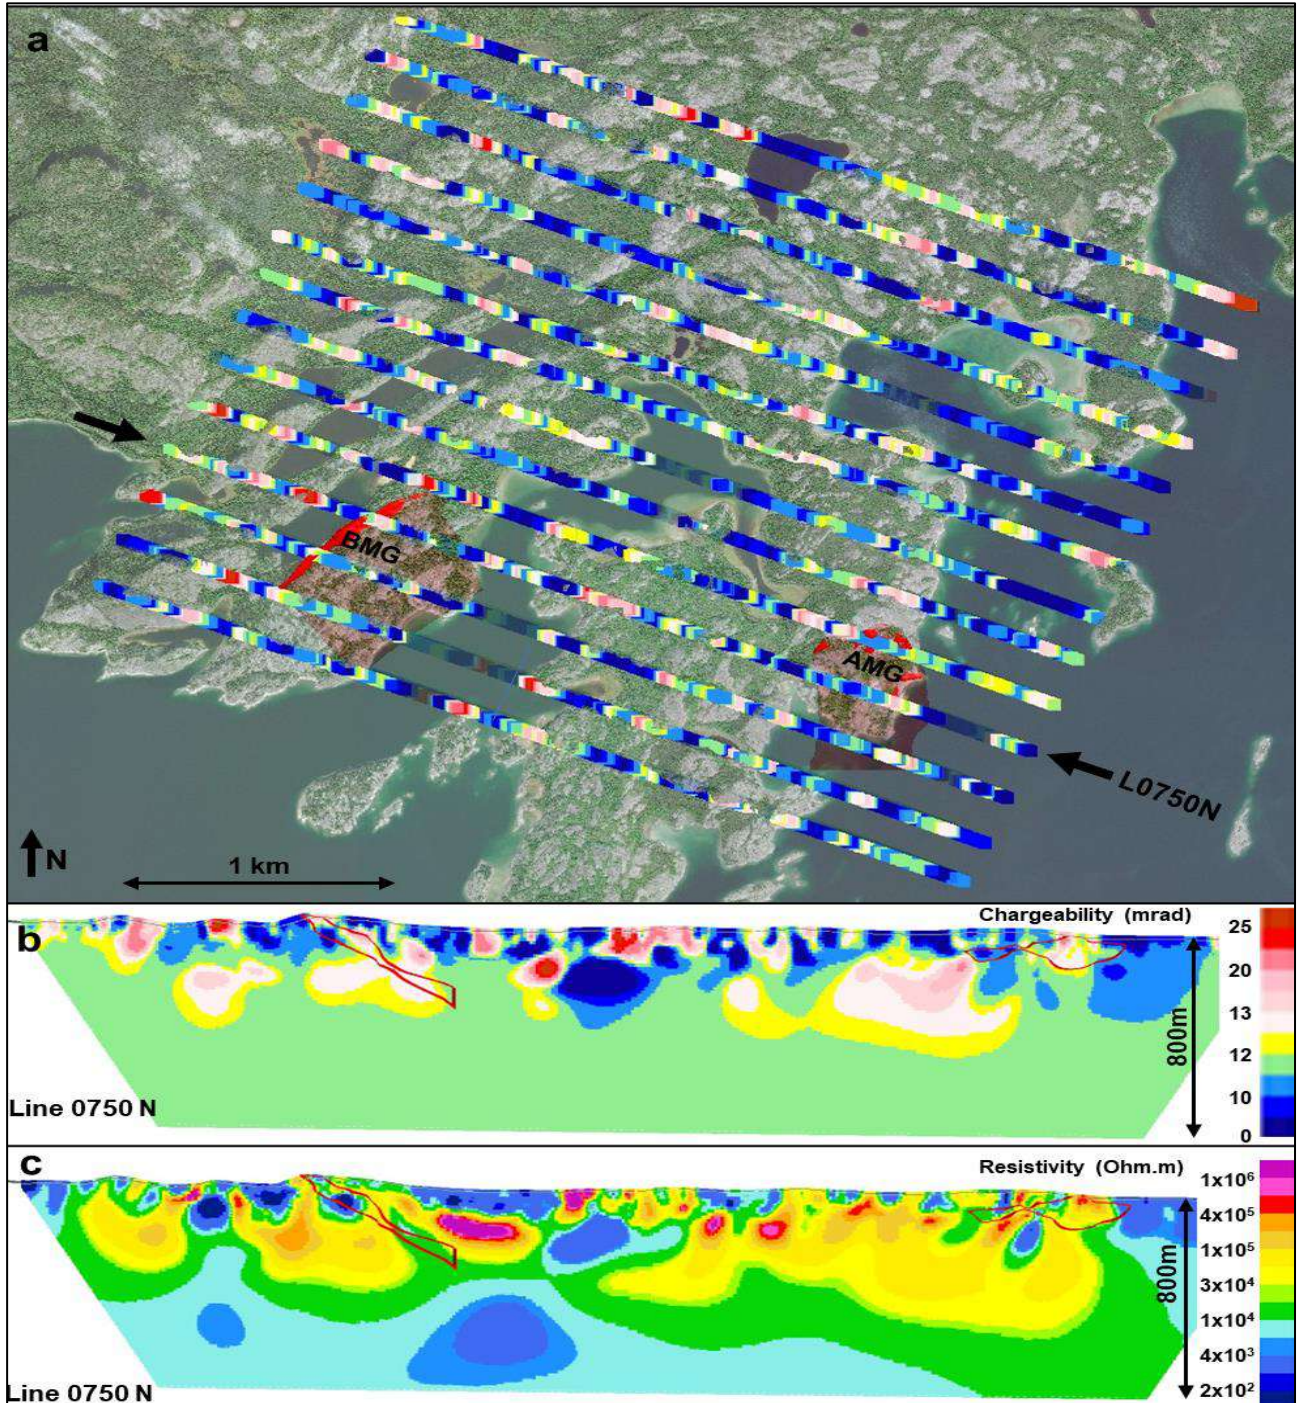 a
BMG
AMG
L0750N
N
1 km
b
Chargeability (mrad)
25
20
13
12
10
0
800m
Line 0750 N
c
Resistivity (Ohm.m)
1x10⁶
4x10⁵
1x10⁵
3x10⁴
1x10⁴
4x10³
2x10²
800m
Line 0750 N